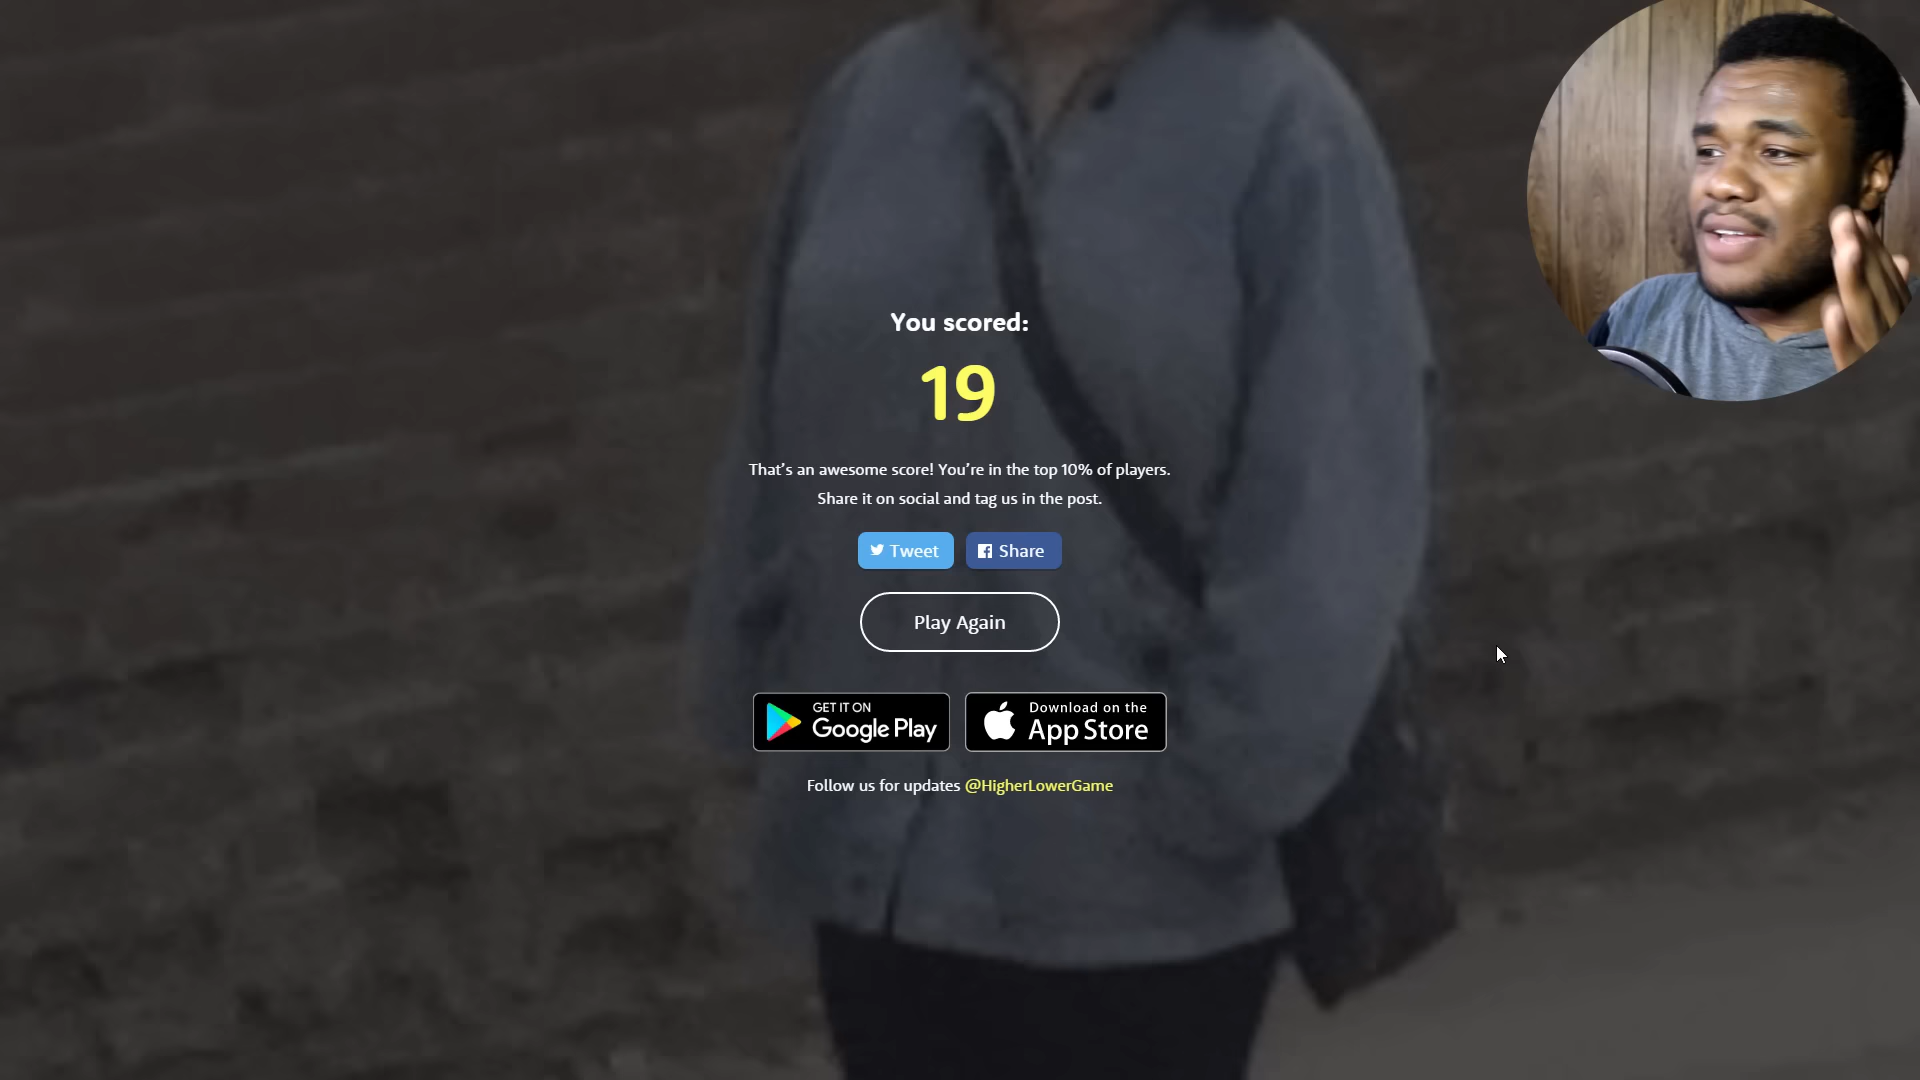 You scored:
19
That's an awesome score! You're in the top 10% of players.
Share it on social and tag us in the post.
Tweet
Share
Play Again
GET IT ON
Google Play
Download on the
App Store
Follow us for updates @HigherLowerGame